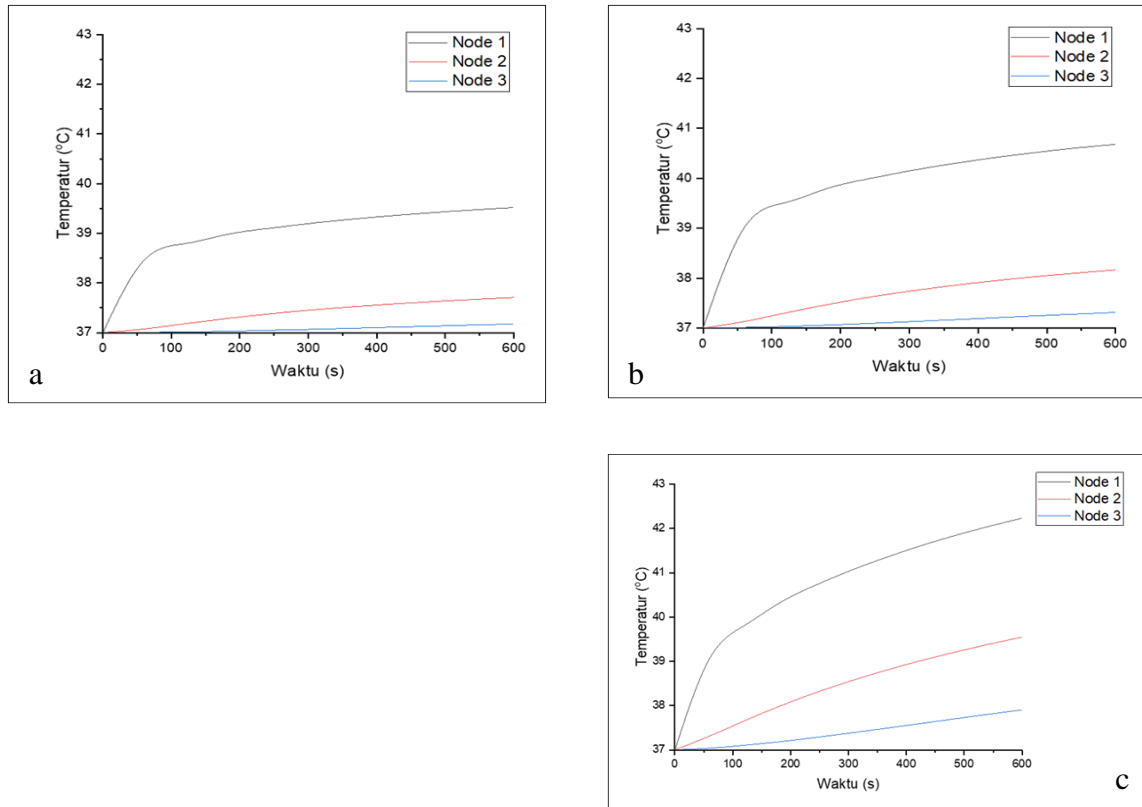 43
42
41
40
39
38
37
Temperatur (°C)
Node 1
Node 2
Node 3
0 100 200 300 400 500 600
Waktu (s)
a
43
42
41
40
39
38
37
Temperatur (°C)
Node 1
Node 2
Node 3
0 100 200 300 400 500 600
Waktu (s)
b
43
42
41
40
39
38
37
Temperatur (°C)
Node 1
Node 2
Node 3
0 100 200 300 400 500 600
Waktu (s)
c